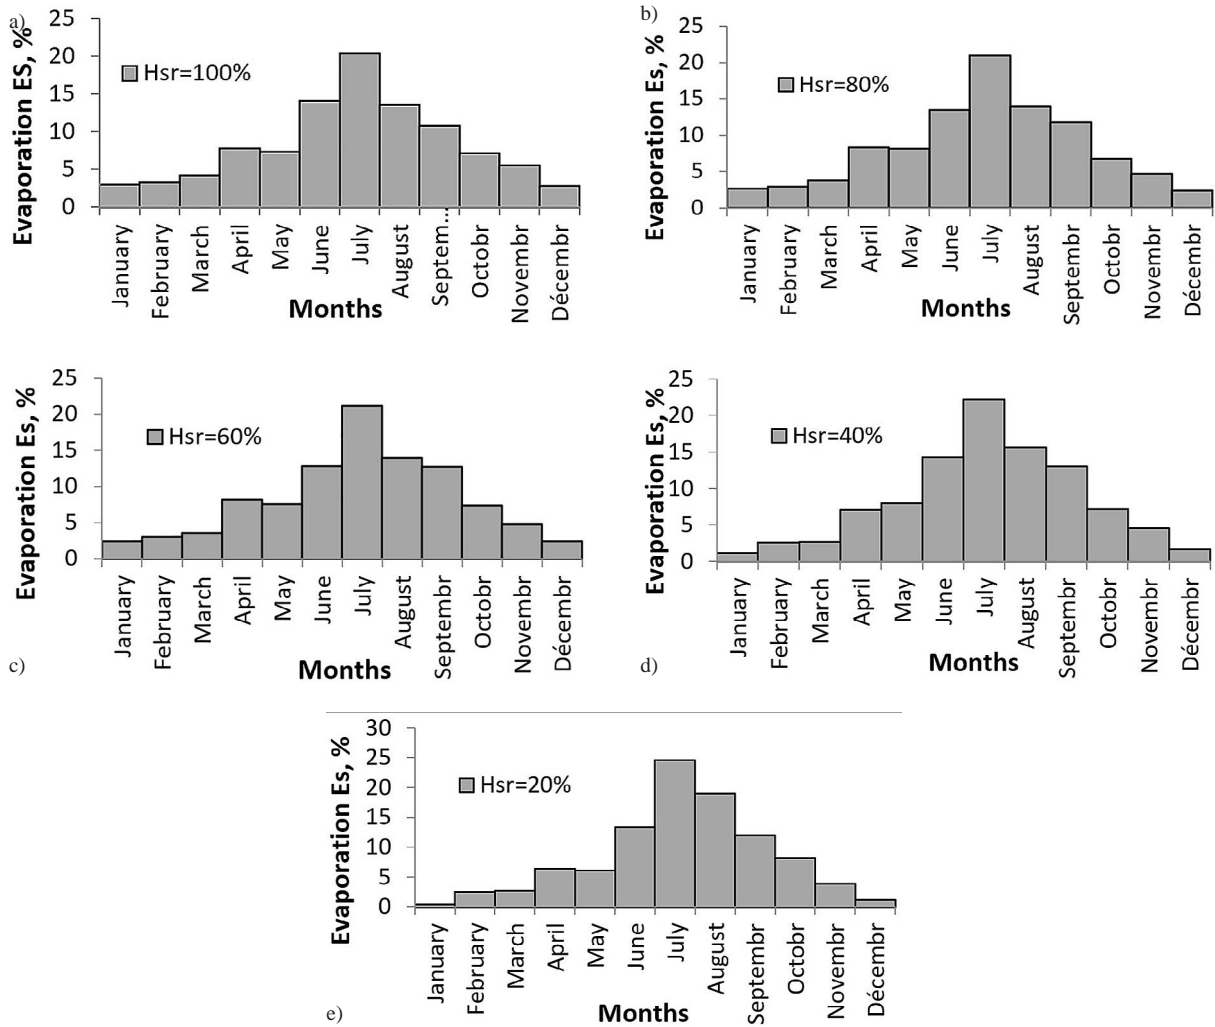 a)
Evaporation ES, %
25
20
15
10
5
0
Hsr=100%
January
February
March
April
May
June
July
August
Septem...
Octobr
Novembr
Décembr
Months
b)
Evaporation Es, %
25
20
15
10
5
0
Hsr=80%
January
February
March
April
May
June
July
August
Septembr
Octobr
Novembr
Décembr
Months
c)
Evaporation Es, %
25
20
15
10
5
0
Hsr=60%
January
February
March
April
May
June
July
August
Septembr
Octobr
Novembr
Décembr
Months
d)
Evaporation Es, %
25
20
15
10
5
0
Hsr=40%
January
February
March
April
May
June
July
August
Septembr
Octobr
Novembr
Décembr
Months
e)
Evaporation Es, %
30
25
20
15
10
5
0
Hsr=20%
January
February
March
April
May
June
July
August
Septembr
Octobr
Novembr
Décembr
Months